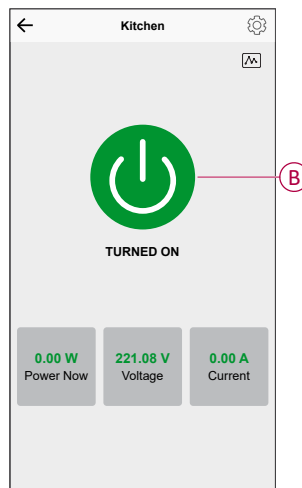 Kitchen
B
TURNED ON
0.00 W
Power Now
221.08 V
Voltage
0.00 A
Current